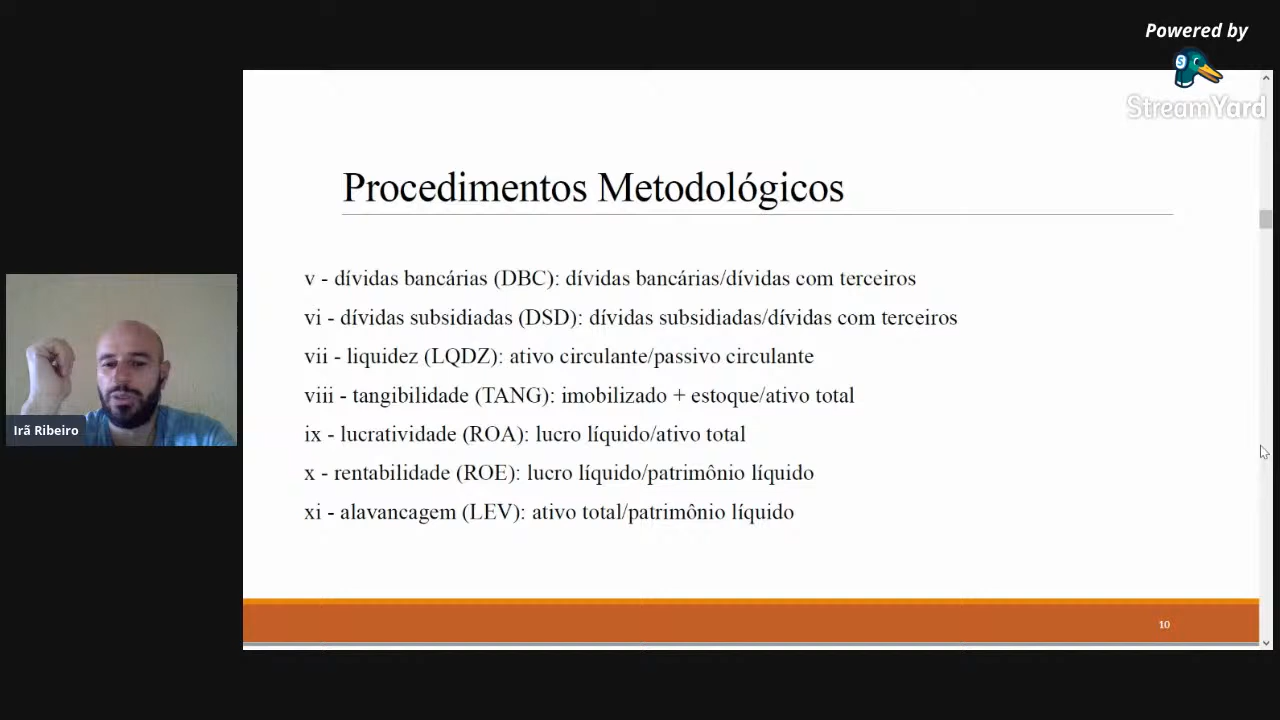 Powered by
StreamYard
Procedimentos Metodológicos
v - dívidas bancárias (DBC): dívidas bancárias/dívidas com terceiros
vi - dívidas subsidiadas (DSD): dívidas subsidiadas/dívidas com terceiros
vii - liquidez (LQDZ): ativo circulante/passivo circulante
viii - tangibilidade (TANG): imobilizado + estoque/ativo total
ix - lucratividade (ROA): lucro líquido/ativo total
x - rentabilidade (ROE): lucro líquido/patrimônio líquido
xi - alavancagem (LEV): ativo total/patrimônio líquido
Irã Ribeiro
10